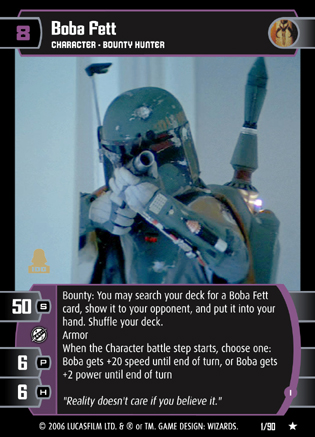 8
Boba Fett
CHARACTER • BOUNTY HUNTER
50 S
6 P
6 H
Bounty: You may search your deck for a Boba Fett
card, show it to your opponent, and put it into your
hand. Shuffle your deck.
Armor
When the Character battle step starts, choose one:
Boba gets +20 speed until end of turn, or Boba gets
+2 power until end of turn
"Reality doesn't care if you believe it."
1
© 2006 LUCASFILM LTD. & ® or TM. GAME DESIGN: WIZARDS.
1/90 ★